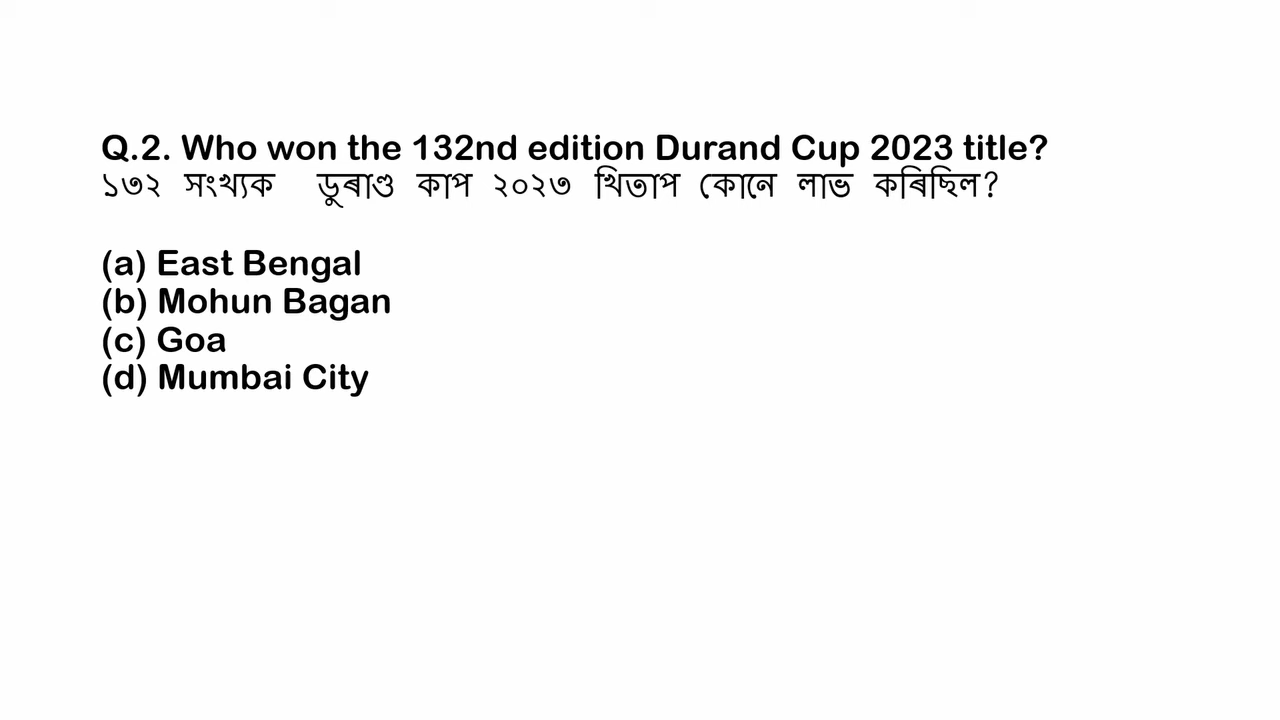 Q.2. Who won the 132nd edition Durand Cup 2023 title?
১৩২ সংখ্যক ডুৰাণ্ড কাপ ২০২৩ খিতাপ কোনে লাভ কৰিছিল?
(a) East Bengal
(b) Mohun Bagan
(c) Goa
(d) Mumbai City